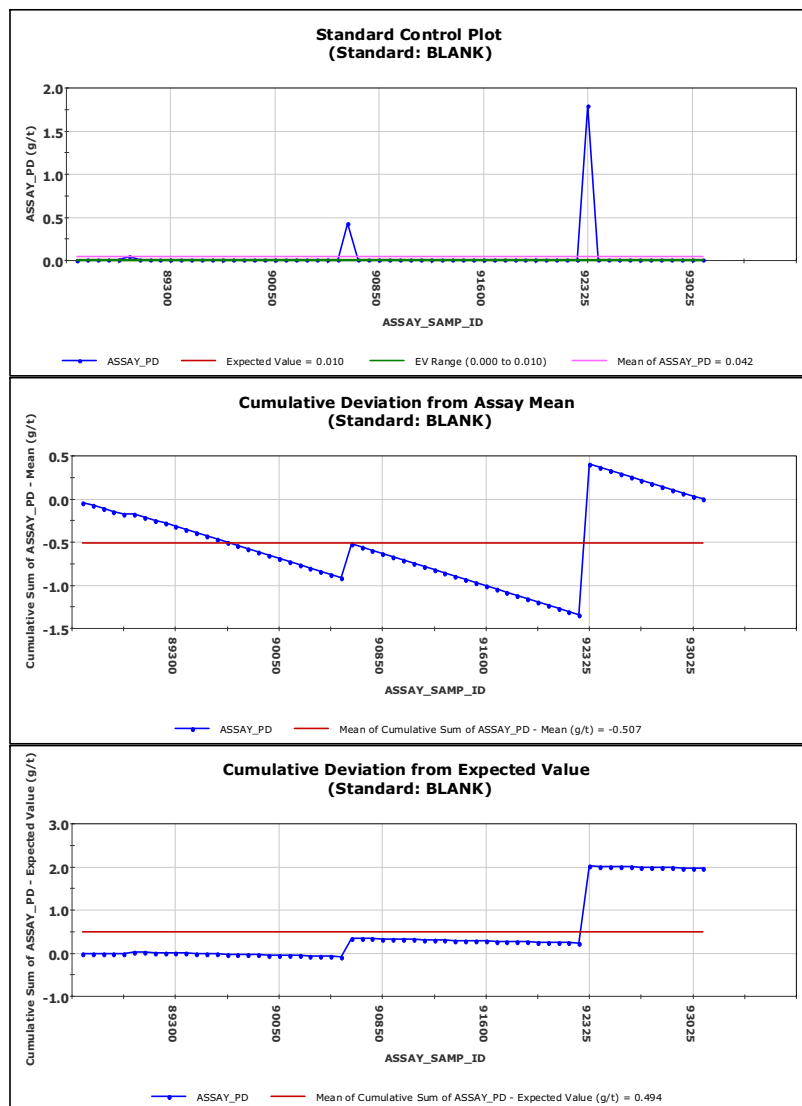 Standard Control Plot
(Standard: BLANK)
ASSAY_PD (g/t)
2.0
1.5
1.0
0.5
0.0
89300
90050
90850
91600
92325
93025
ASSAY_SAMP_ID
ASSAY_PD
Expected Value = 0.010
EV Range (0.000 to 0.010)
Mean of ASSAY_PD = 0.042
Cumulative Deviation from Assay Mean
(Standard: BLANK)
Cumulative Sum of ASSAY_PD - Mean (g/t)
0.5
0.0
-0.5
-1.0
-1.5
89300
90050
90850
91600
92325
93025
ASSAY_SAMP_ID
ASSAY_PD
Mean of Cumulative Sum of ASSAY_PD - Mean (g/t) = -0.507
Cumulative Deviation from Expected Value
(Standard: BLANK)
Cumulative Sum of ASSAY_PD - Expected Value (g/t)
3.0
2.0
1.0
0.0
-1.0
89300
90050
90850
91600
92325
93025
ASSAY_SAMP_ID
ASSAY_PD
Mean of Cumulative Sum of ASSAY_PD - Expected Value (g/t) = 0.494